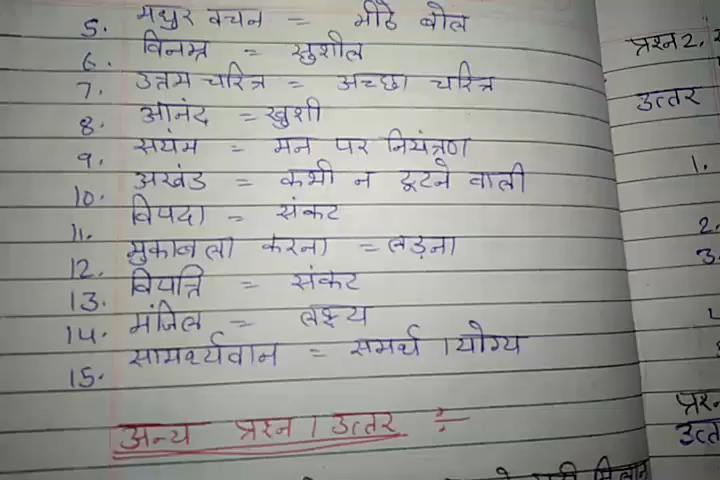 5. मधुर वचन = मीठे बोल
6. विनम्र = सुशील
7. उत्तम चरित्र = अच्छा चरित्र
8. आनंद = खुशी
9. सयंम = मन पर नियंत्रण
10. अखंड = कभी न टूटने वाली
11. विपदा = संकट
12. मुकाबला करना = लड़ना
13. विपत्ति = संकट
14. मंजिल = लक्ष्य
15. सामर्थ्यवान = समर्थ / योग्य
अन्य प्रश्न / उत्तर :-
प्रश्न 2.
उत्तर
1.
2.
3.
उत